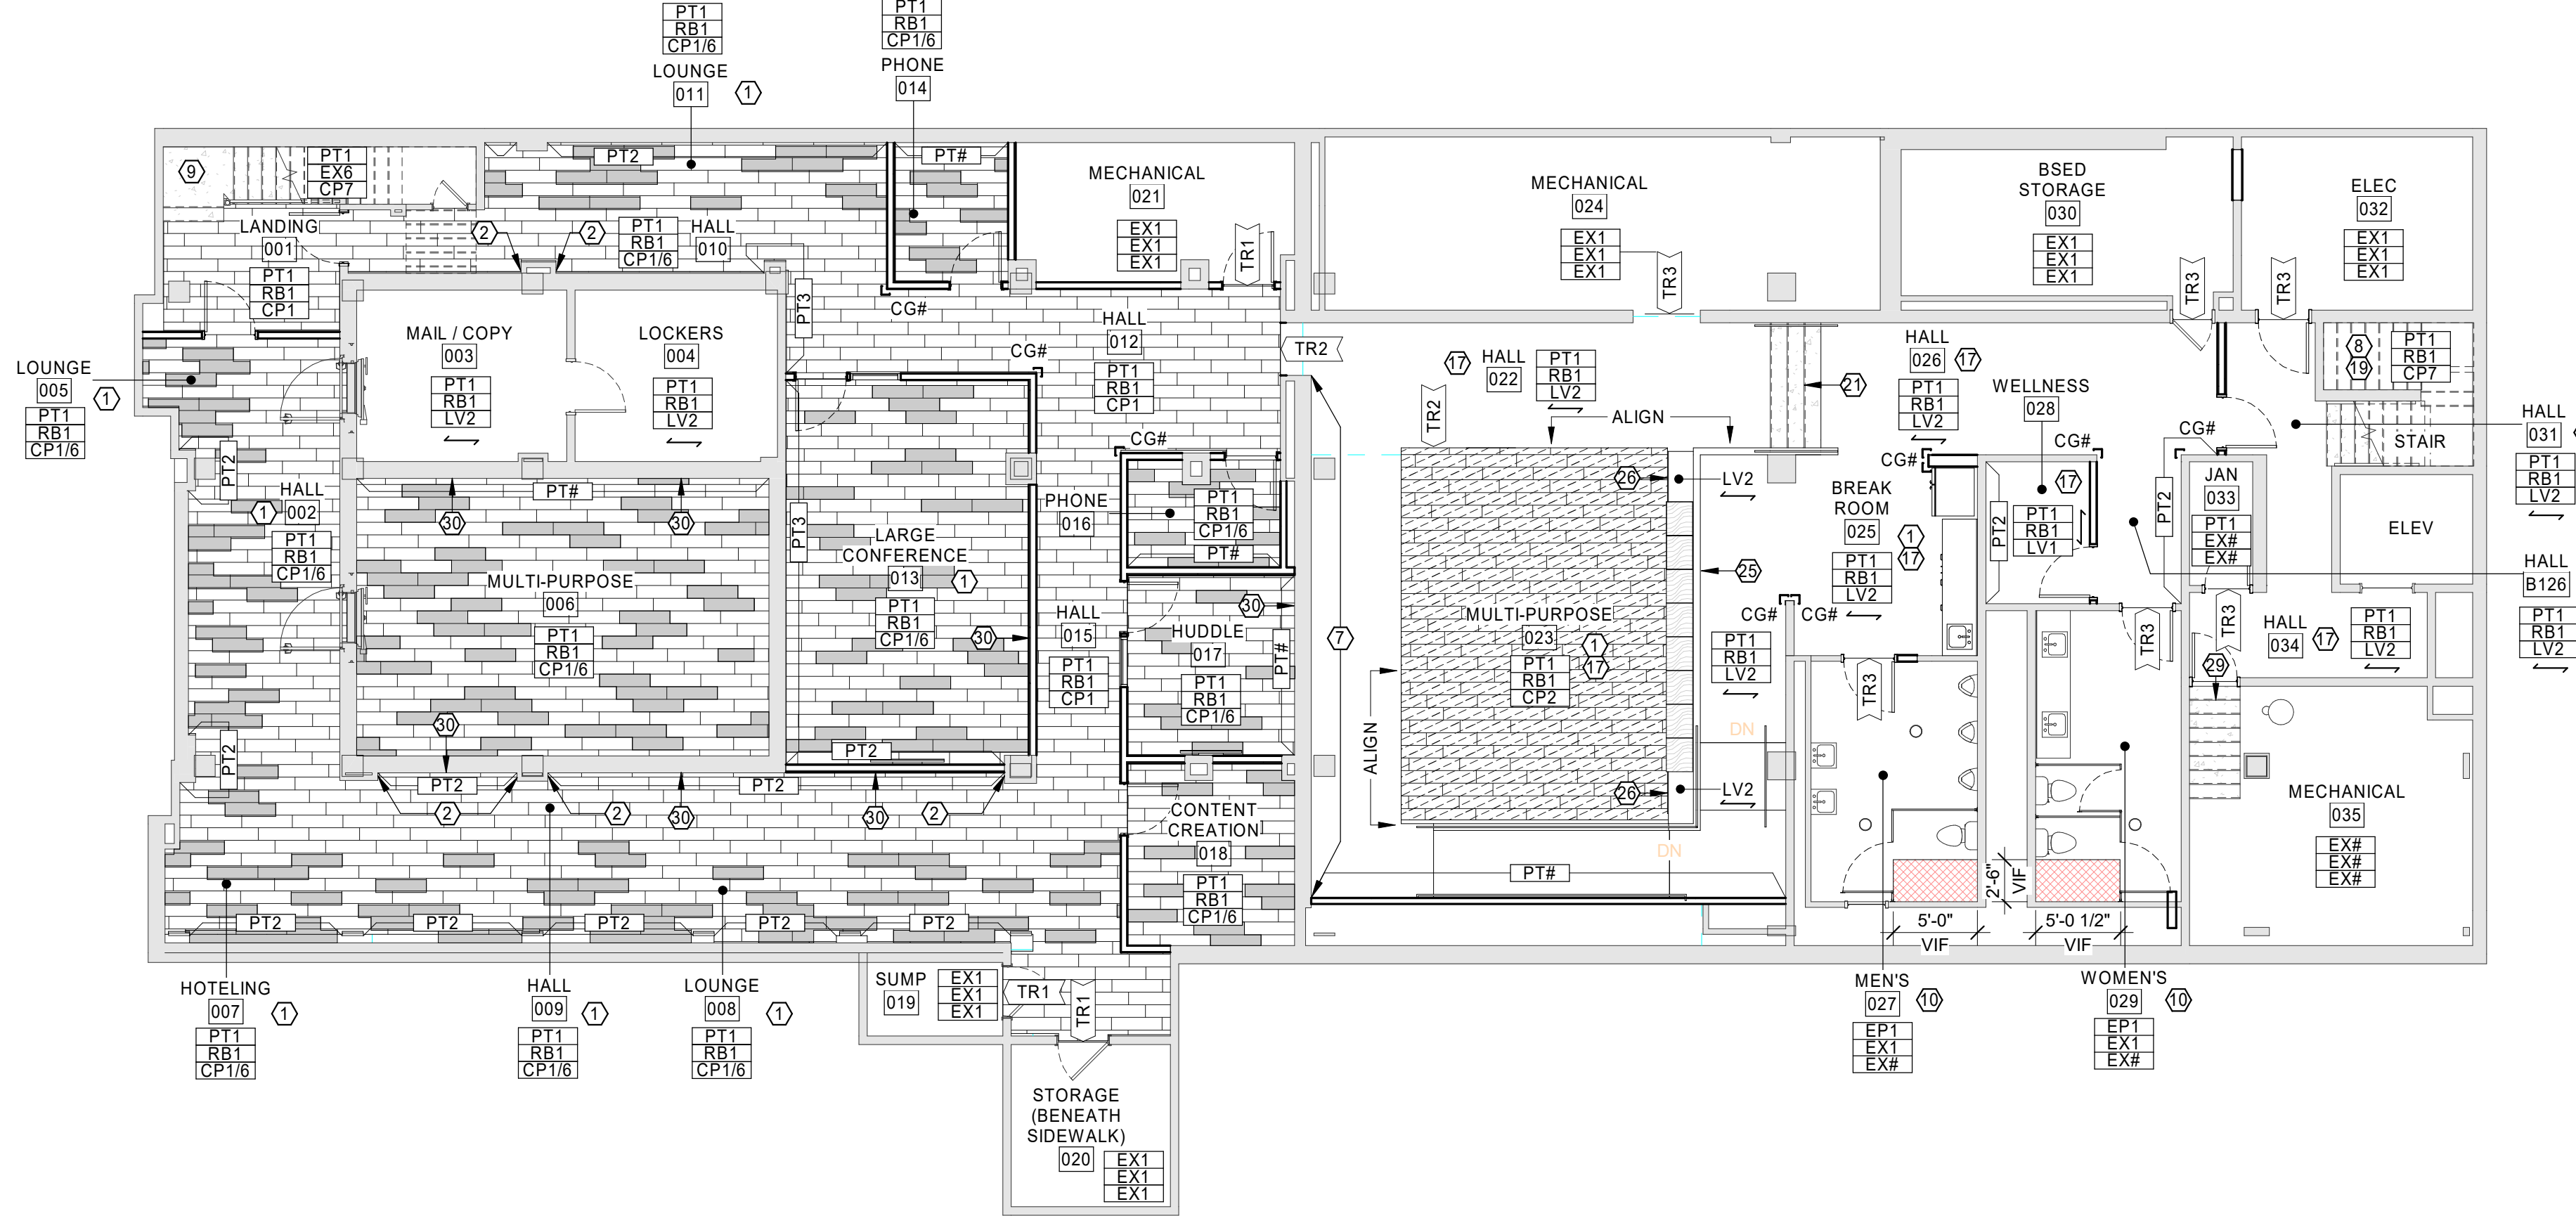 PT1
RB1
CP1/6
LOUNGE
011
1
PT1
RB1
CP1/6
PHONE
014
9
PT1
EX6
CP7
LANDING
001
PT1
RB1
CP1
PT2
2
2
PT1
RB1
CP1/6
HALL
010
PT#
CG#
PT3
MECHANICAL
021
EX1
EX1
EX1
TR1
MECHANICAL
024
EX1
EX1
EX1
TR3
BSED
STORAGE
030
EX1
EX1
EX1
TR3
TR3
ELEC
032
EX1
EX1
EX1
LOUNGE
005
1
PT1
RB1
CP1/6
MAIL / COPY
003
PT1
RB1
LV2
LOCKERS
004
PT1
RB1
LV2
HALL
012
CG#
PT1
RB1
CP1
TR2
17
HALL
022
PT1
RB1
LV2
TR2
ALIGN
21
HALL
026
17
PT1
RB1
LV2
WELLNESS
028
CG#
CG#
CG#
8
19
PT1
RB1
CP7
STAIR
HALL
031
PT1
RB1
LV2
PT2
1
HALL
002
PT1
RB1
CP1/6
PT2
PT#
30
30
MULTI-PURPOSE
006
PT1
RB1
CP1/6
30
PT3
LARGE
CONFERENCE
013
1
PT1
RB1
CP1/6
30
PT2
CG#
PHONE
016
PT1
RB1
CP1/6
PT#
HALL
015
PT1
RB1
CP1
30
HUDDLE
017
PT1
RB1
CP1/6
PT#
7
26
LV2
25
MULTI-PURPOSE
023
1
17
PT1
RB1
CP2
ALIGN
26
LV2
DN
DN
PT#
BREAK
ROOM
025
1
17
PT1
RB1
LV2
CG#
CG#
PT1
RB1
LV2
17
PT2
PT1
RB1
LV1
PT2
JAN
033
PT1
EX#
EX#
ELEV
HALL
B126
PT1
RB1
LV2
TR3
TR3
TR3
HALL
034
17
PT1
RB1
LV2
29
MECHANICAL
035
EX#
EX#
EX#
PT2
PT2
2
2
30
30
2
CONTENT
CREATION
018
PT1
RB1
CP1/6
PT2
PT2
PT2
PT2
PT2
2'-6"
VIF
5'-0"
VIF
5'-0 1/2"
VIF
HOTELING
007
1
PT1
RB1
CP1/6
HALL
009
1
PT1
RB1
CP1/6
LOUNGE
008
1
PT1
RB1
CP1/6
SUMP
019
EX1
EX1
EX1
TR1
TR1
MEN'S
027
10
EP1
EX1
EX#
WOMEN'S
029
10
EP1
EX1
EX#
STORAGE
(BENEATH
SIDEWALK)
020
EX1
EX1
EX1